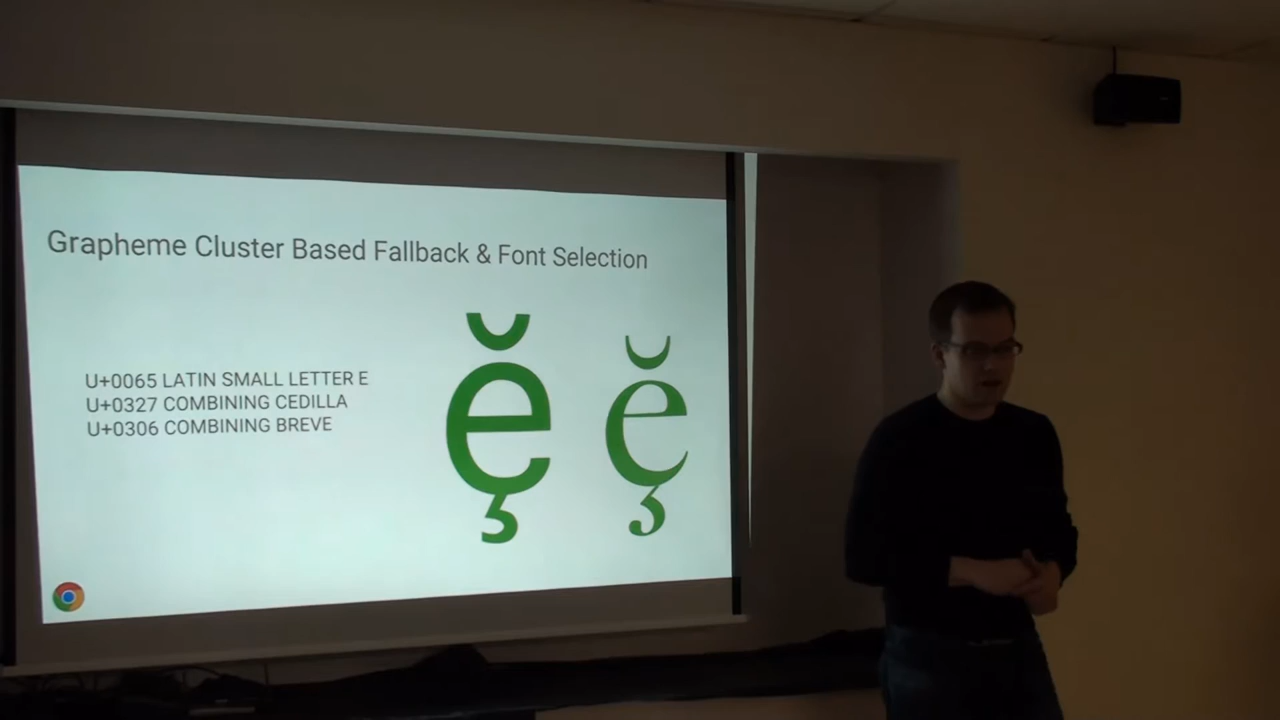 Grapheme Cluster Based Fallback & Font Selection
U+0065 LATIN SMALL LETTER E
U+0327 COMBINING CEDILLA
U+0306 COMBINING BREVE
ḝ ḝ